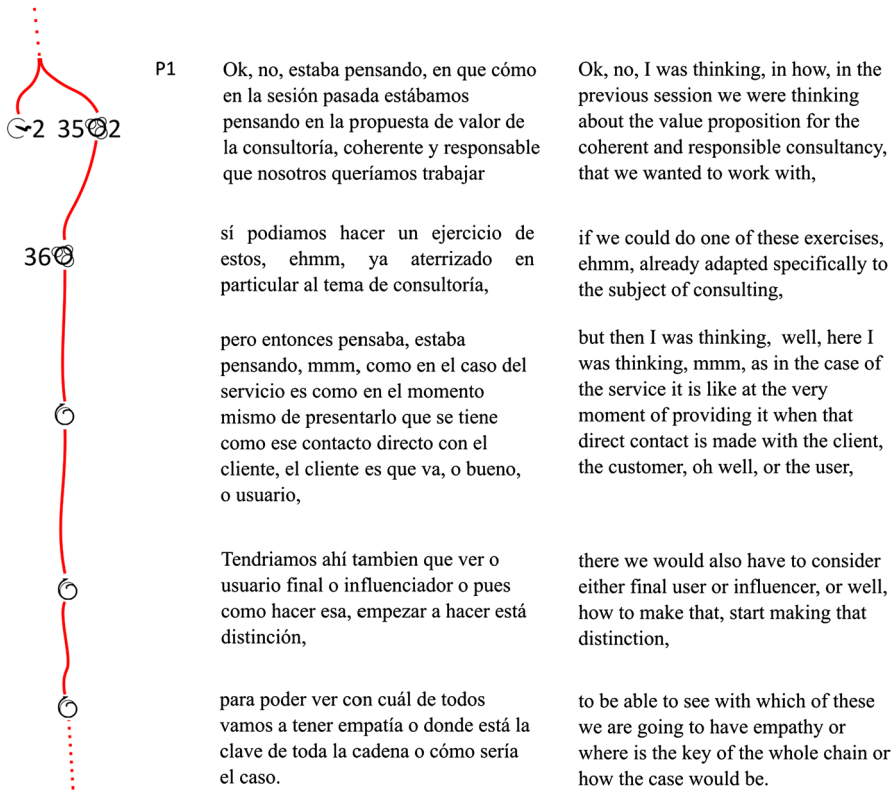 P1
Ok, no, estaba pensando, en que cómo
en la sesión pasada estábamos
pensando en la propuesta de valor de
la consultoría, coherente y responsable
que nosotros queríamos trabajar
Ok, no, I was thinking, in how, in the
previous session we were thinking
about the value proposition for the
coherent and responsible consultancy,
that we wanted to work with,
2 35 2
sí podiamos hacer un ejercicio de
estos, ehmm, ya aterrizado en
particular al tema de consultoría,
if we could do one of these exercises,
ehmm, already adapted specifically to
the subject of consulting,
36
pero entonces pensaba, estaba
pensando, mmm, como en el caso del
servicio es como en el momento
mismo de presentarlo que se tiene
como ese contacto directo con el
cliente, el cliente es que va, o bueno,
o usuario,
but then I was thinking, well, here I
was thinking, mmm, as in the case of
the service it is like at the very
moment of providing it when that
direct contact is made with the client,
the customer, oh well, or the user,
Tendriamos ahí tambien que ver o
usuario final o influenciador o pues
como hacer esa, empezar a hacer está
distinción,
there we would also have to consider
either final user or influencer, or well,
how to make that, start making that
distinction,
para poder ver con cuál de todos
vamos a tener empatía o donde está la
clave de toda la cadena o cómo sería
el caso.
to be able to see with which of these
we are going to have empathy or
where is the key of the whole chain or
how the case would be.